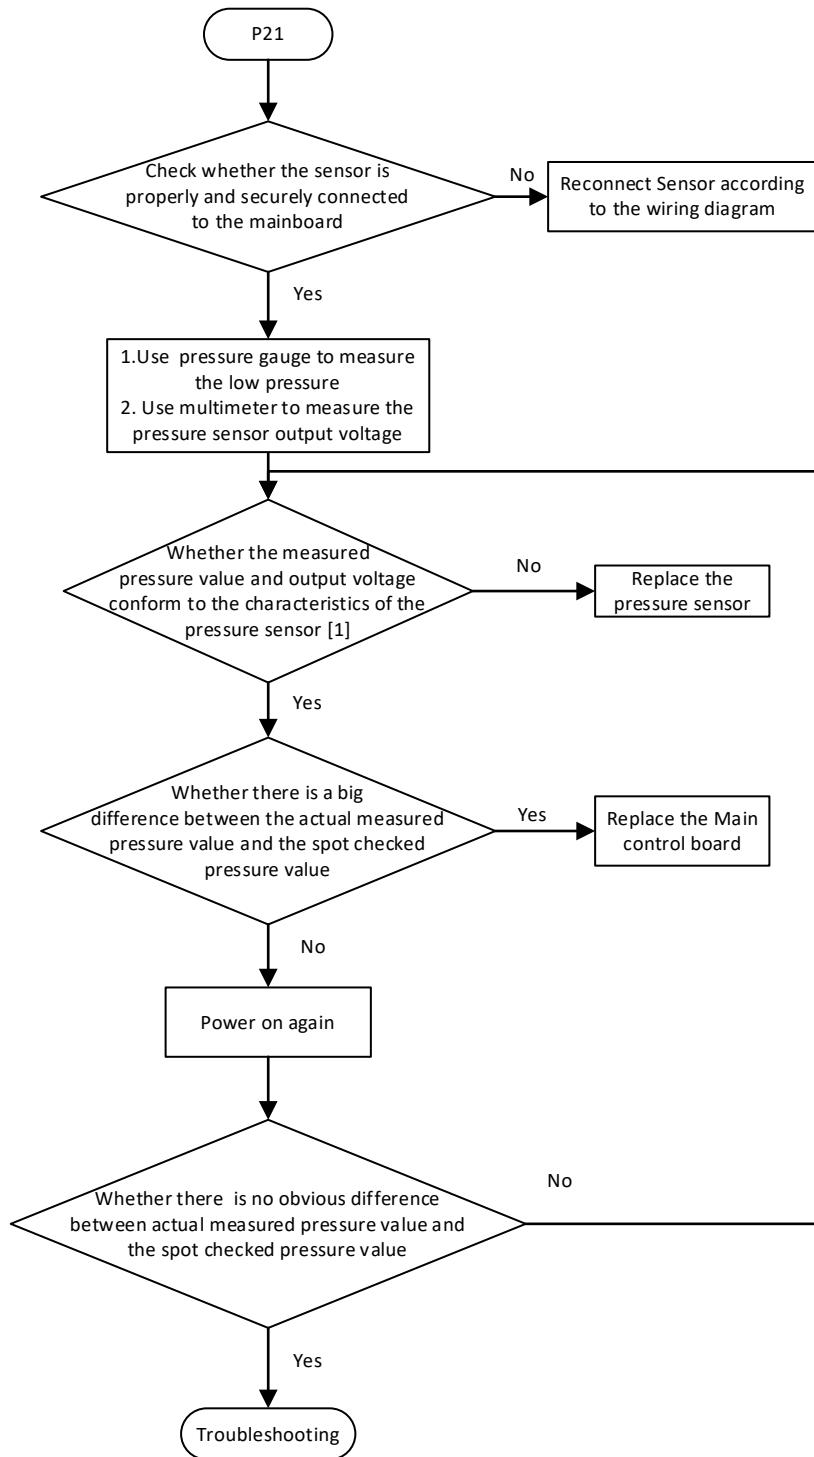 P21
Check whether the sensor is
properly and securely connected
to the mainboard
No
Reconnect Sensor according
to the wiring diagram
Yes
1.Use pressure gauge to measure
the low pressure
2. Use multimeter to measure the
pressure sensor output voltage
Whether the measured
pressure value and output voltage
conform to the characteristics of the
pressure sensor [1]
No
Replace the
pressure sensor
Yes
Whether there is a big
difference between the actual measured
pressure value and the spot checked
pressure value
Yes
Replace the Main
control board
No
Power on again
Whether there is no obvious difference
between actual measured pressure value and
the spot checked pressure value
No
Yes
Troubleshooting